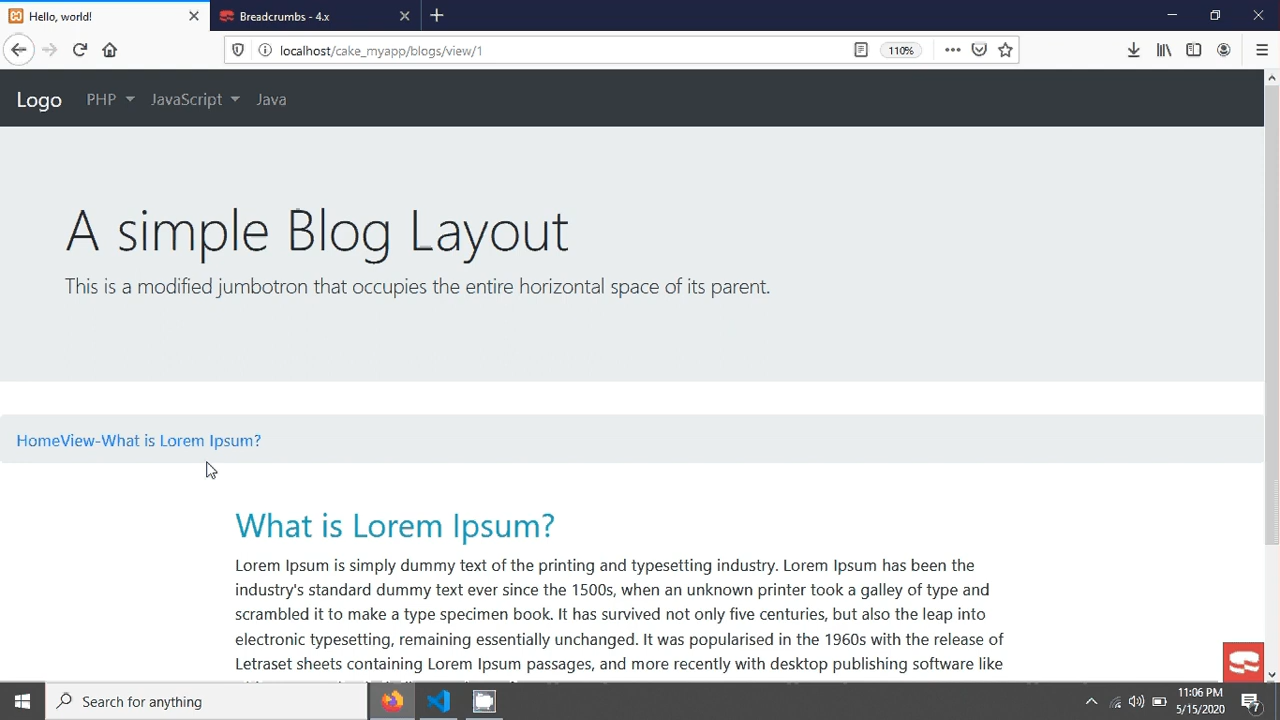 Hello, world!
Breadcrumbs - 4.x
localhost/cake_myapp/blogs/view/1
110%
Logo
PHP
JavaScript
Java
A simple Blog Layout
This is a modified jumbotron that occupies the entire horizontal space of its parent.
HomeView-What is Lorem Ipsum?
What is Lorem Ipsum?
Lorem Ipsum is simply dummy text of the printing and typesetting industry. Lorem Ipsum has been the
industry's standard dummy text ever since the 1500s, when an unknown printer took a galley of type and
scrambled it to make a type specimen book. It has survived not only five centuries, but also the leap into
electronic typesetting, remaining essentially unchanged. It was popularised in the 1960s with the release of
Letraset sheets containing Lorem Ipsum passages, and more recently with desktop publishing software like
Search for anything
11:06 PM
5/15/2020
7